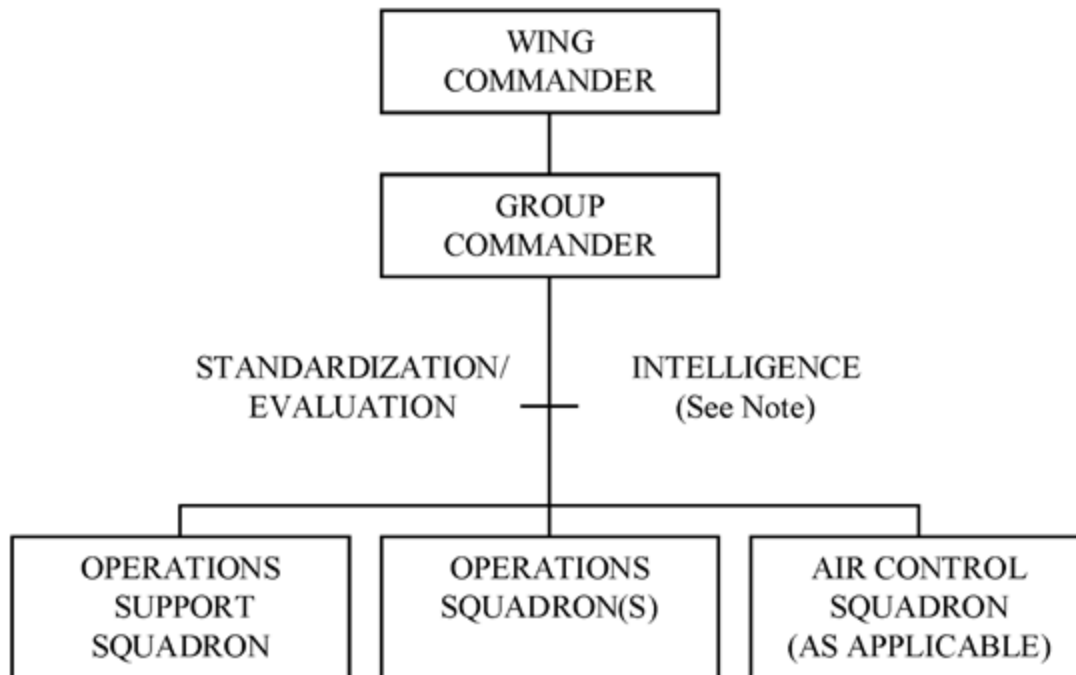 WING
COMMANDER
GROUP
COMMANDER
STANDARDIZATION/
EVALUATION
INTELLIGENCE
(See Note)
OPERATIONS
SUPPORT
SQUADRON
OPERATIONS
SQUADRON(S)
AIR CONTROL
SQUADRON
(AS APPLICABLE)